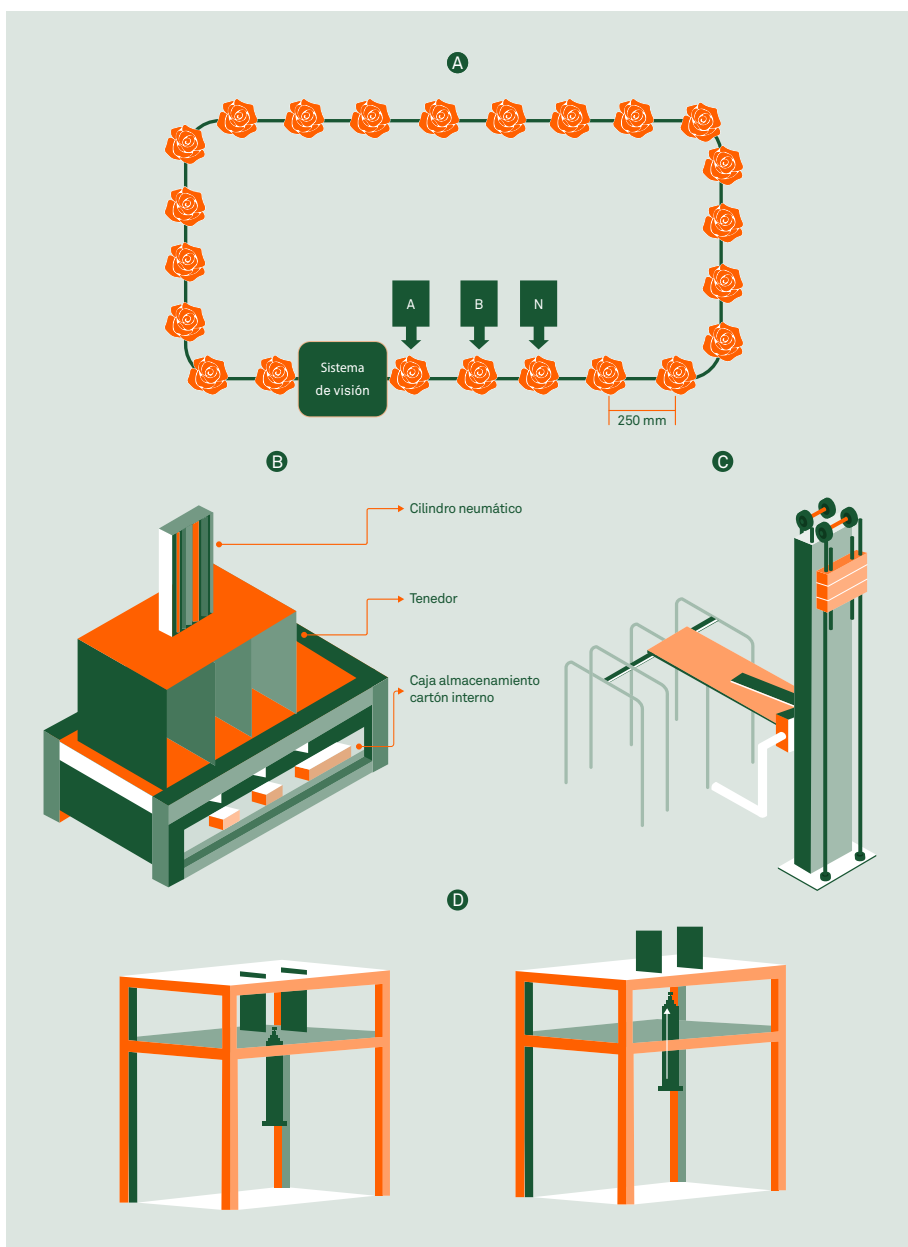 A
A
B
N
Sistema
de visión
250 mm
B
C
Cilindro neumático
Tenedor
Caja almacenamiento
cartón interno
D